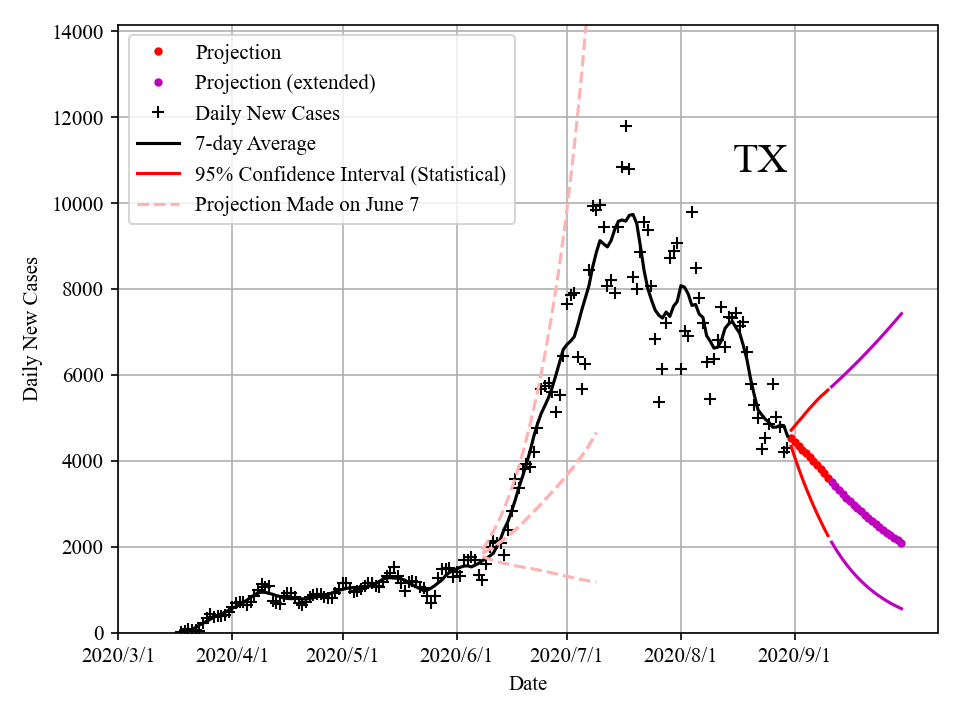 14000
12000
10000
8000
6000
4000
2000
0
Daily New Cases
Projection
Projection (extended)
Daily New Cases
7-day Average
95% Confidence Interval (Statistical)
Projection Made on June 7
TX
2020/3/1 2020/4/1 2020/5/1 2020/6/1 2020/7/1 2020/8/1 2020/9/1
Date